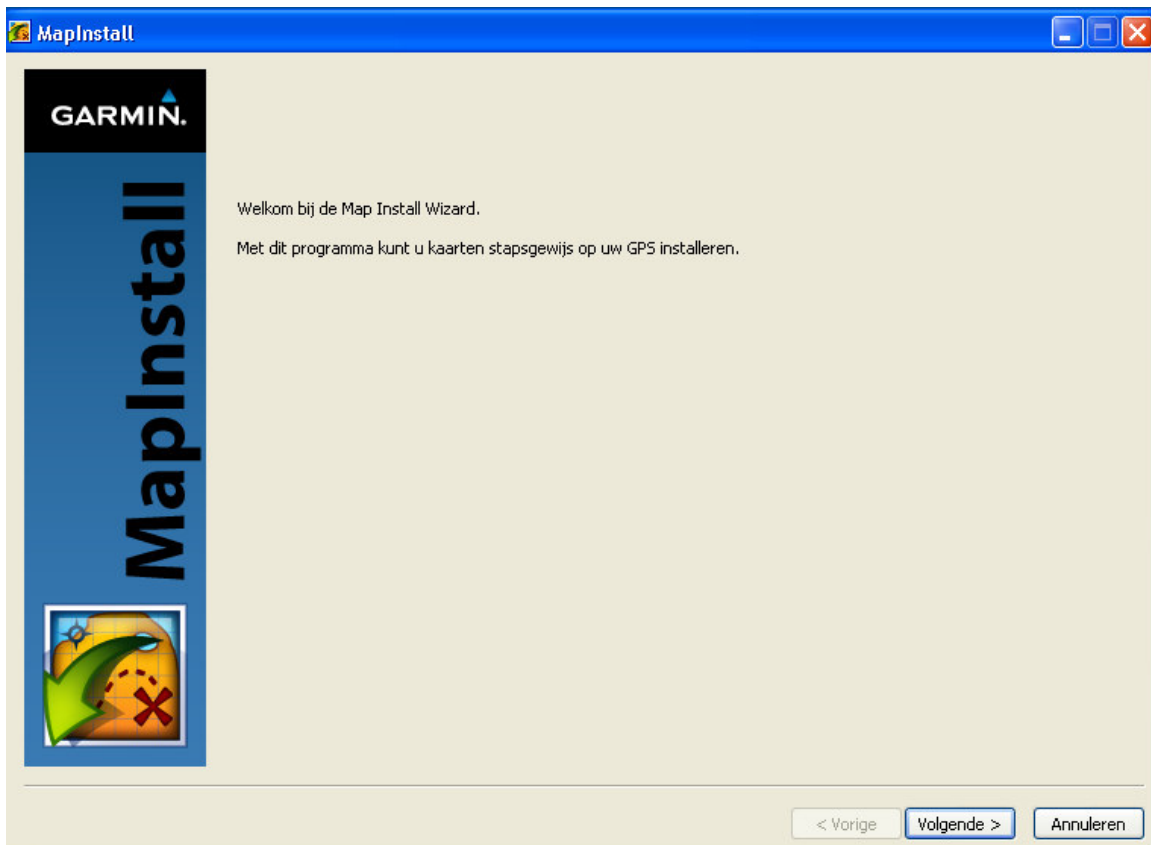 MapInstall
GARMIN.
MapInstall
Welkom bij de Map Install Wizard.
Met dit programma kunt u kaarten stapsgewijs op uw GPS installeren.
< Vorige
Volgende >
Annuleren